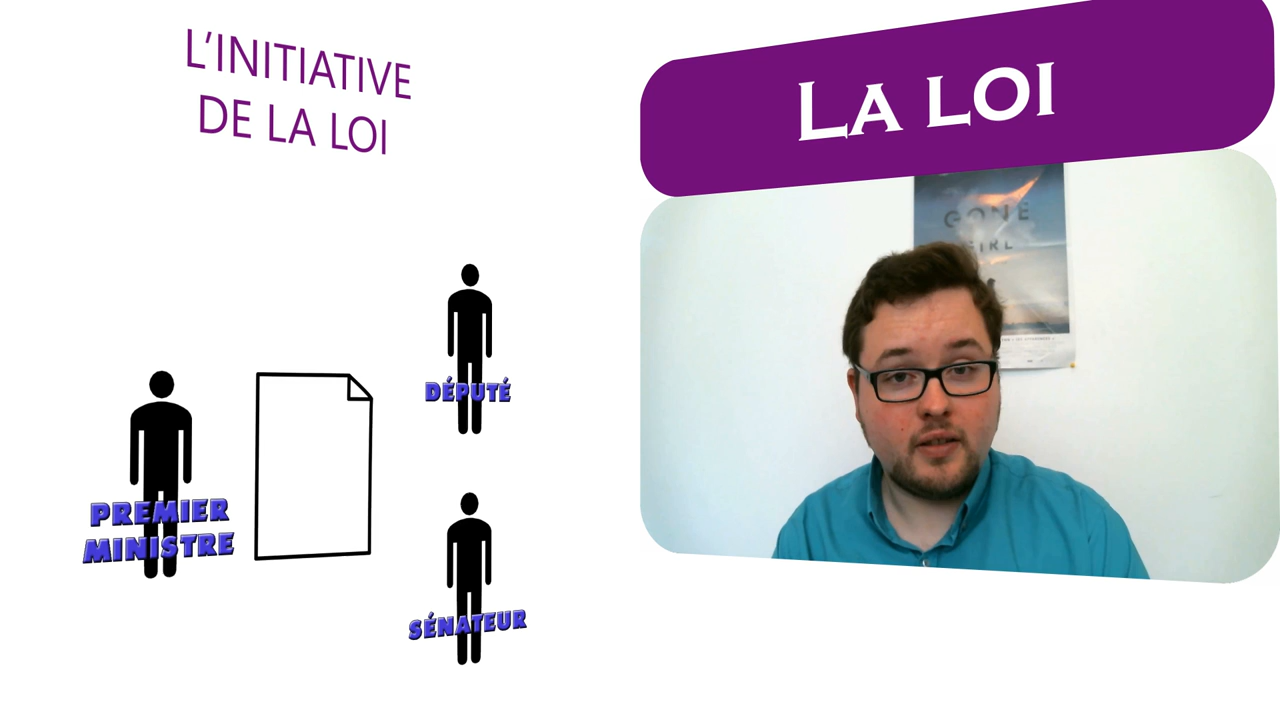 L'INITIATIVE
DE LA LOI
LA LOI
GONE
GIRL
DÉPUTÉ
PREMIER
MINISTRE
SÉNATEUR